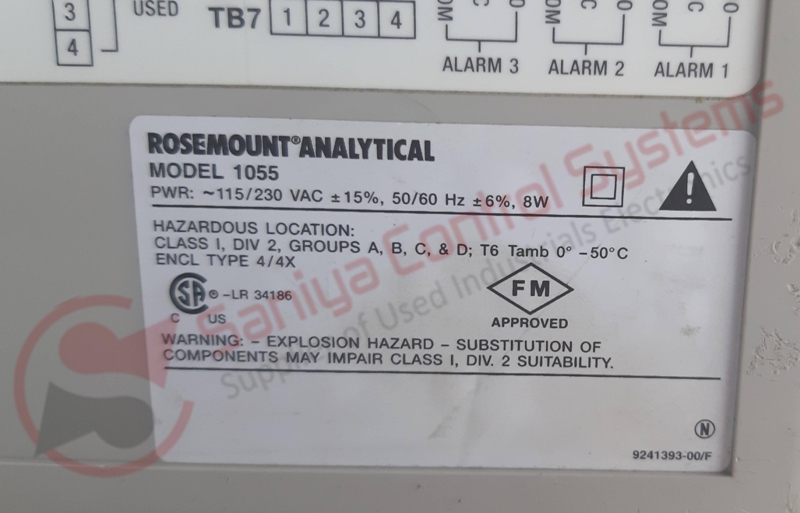 3
4
USED
TB7 1 2 3 4
ALARM 3
ALARM 2
ALARM 1
ROSEMOUNT® ANALYTICAL
MODEL 1055
PWR: ~115/230 VAC ±15%, 50/60 Hz ±6%, 8W
HAZARDOUS LOCATION:
CLASS I, DIV 2, GROUPS A, B, C, & D; T6 Tamb 0° -50°C
ENCL TYPE 4/4X
CSA ® -LR 34186
C US
FM
APPROVED
WARNING: - EXPLOSION HAZARD - SUBSTITUTION OF
COMPONENTS MAY IMPAIR CLASS I, DIV. 2 SUITABILITY.
N
9241393-00/F
Saniya Control Systems
Supplier of Used Industrials Electronics